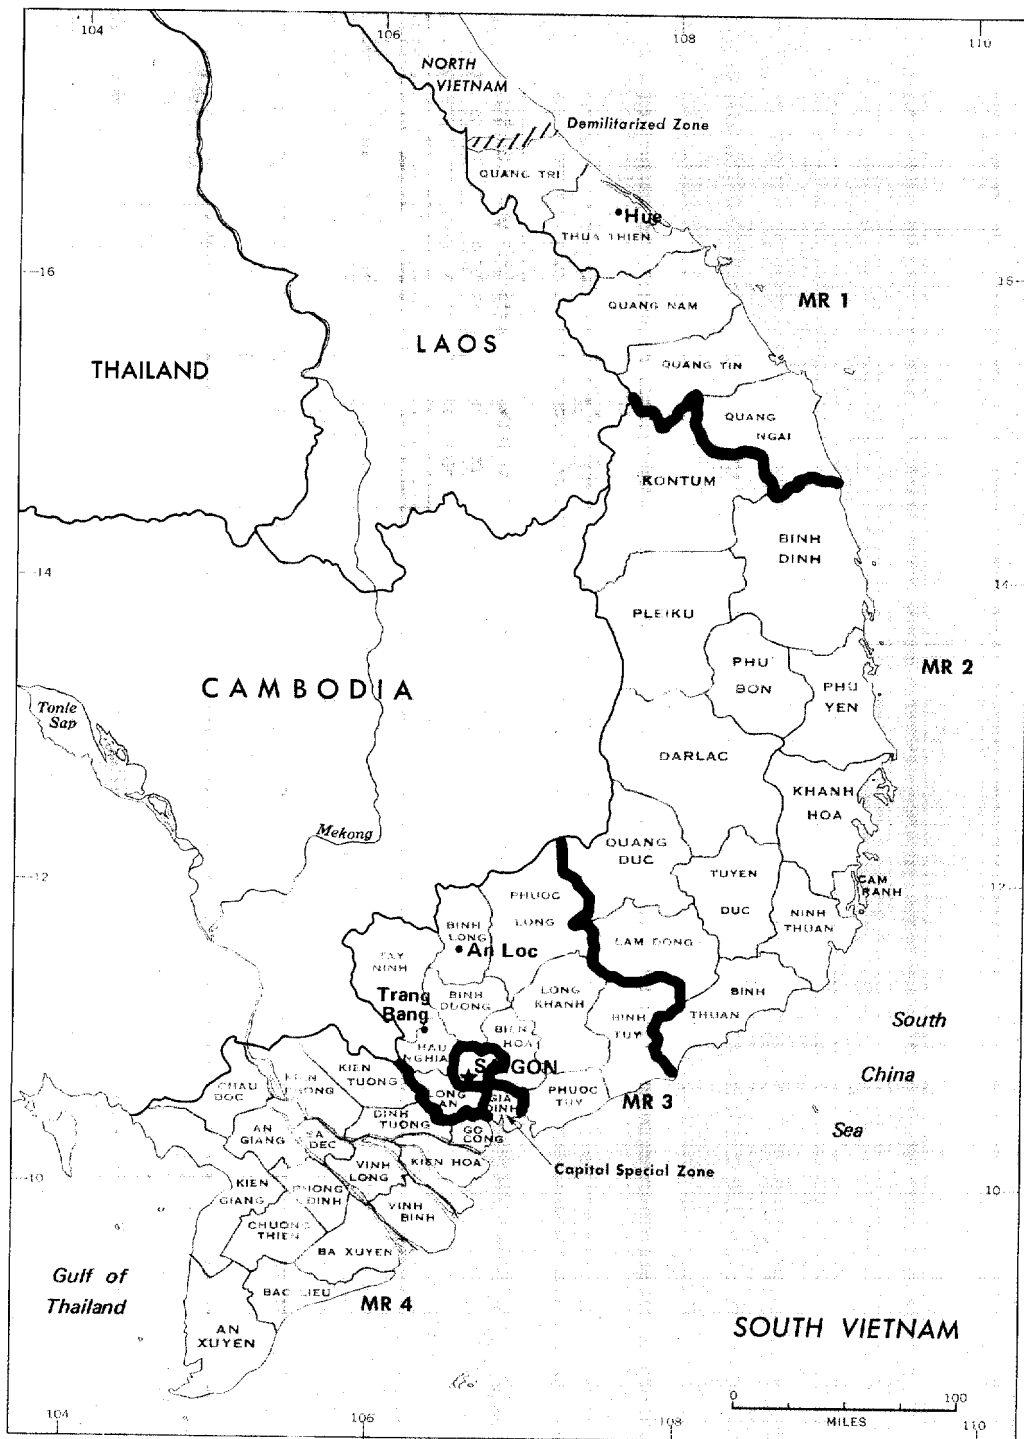 104
106
108
110
NORTH
VIETNAM
Demilitarized Zone
QUANG TRI
Hue
THUA THIEN
16
16
QUANG NAM
MR 1
LAOS
THAILAND
QUANG TIN
QUANG
NGAI
KONTUM
BINH
DINH
14
14
PLEIKU
PHU
BON
MR 2
CAMBODIA
PHU
YEN
Tonle
Sap
DARLAC
KHANH
HOA
Mekong
QUANG
DUC
12
12
TUYEN
DUC
CAM
RANH
PHUOC
LONG
NINH
THUAN
BINH
LONG
An Loc
LAM DONG
TAY
NINH
Trang
Bang
BINH
DUONG
LONG
KHANH
BINH
THUAN
BINH
TUY
South
China
Sea
BIEN
HOA
HAU
NGHIA
SAIGON
KIEN
TUONG
CHAU
DOC
KIEN
PHONG
LONG
AN
GIA
DINH
PHUOC
TUY
MR 3
DINH
TUONG
GO
CONG
AN
GIANG
SA
DEC
Capital Special Zone
VINH
LONG
KIEN HOA
10
10
KIEN
GIANG
PHONG
DINH
VINH
BINH
CHUONG
THIEN
BA XUYEN
Gulf of
Thailand
BAC LIEU
MR 4
AN
XUYEN
SOUTH VIETNAM
0
100
MILES
104
106
108
110